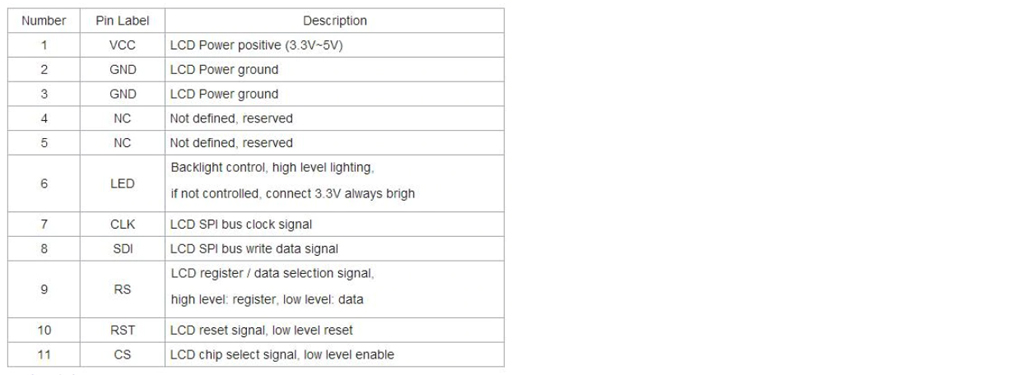 Number Pin Label Description
1 VCC LCD Power positive (3.3V~5V)
2 GND LCD Power ground
3 GND LCD Power ground
4 NC Not defined, reserved
5 NC Not defined, reserved
6 LED Backlight control, high level lighting,
if not controlled, connect 3.3V always brigh
7 CLK LCD SPI bus clock signal
8 SDI LCD SPI bus write data signal
9 RS LCD register / data selection signal,
high level: register, low level: data
10 RST LCD reset signal, low level reset
11 CS LCD chip select signal, low level enable